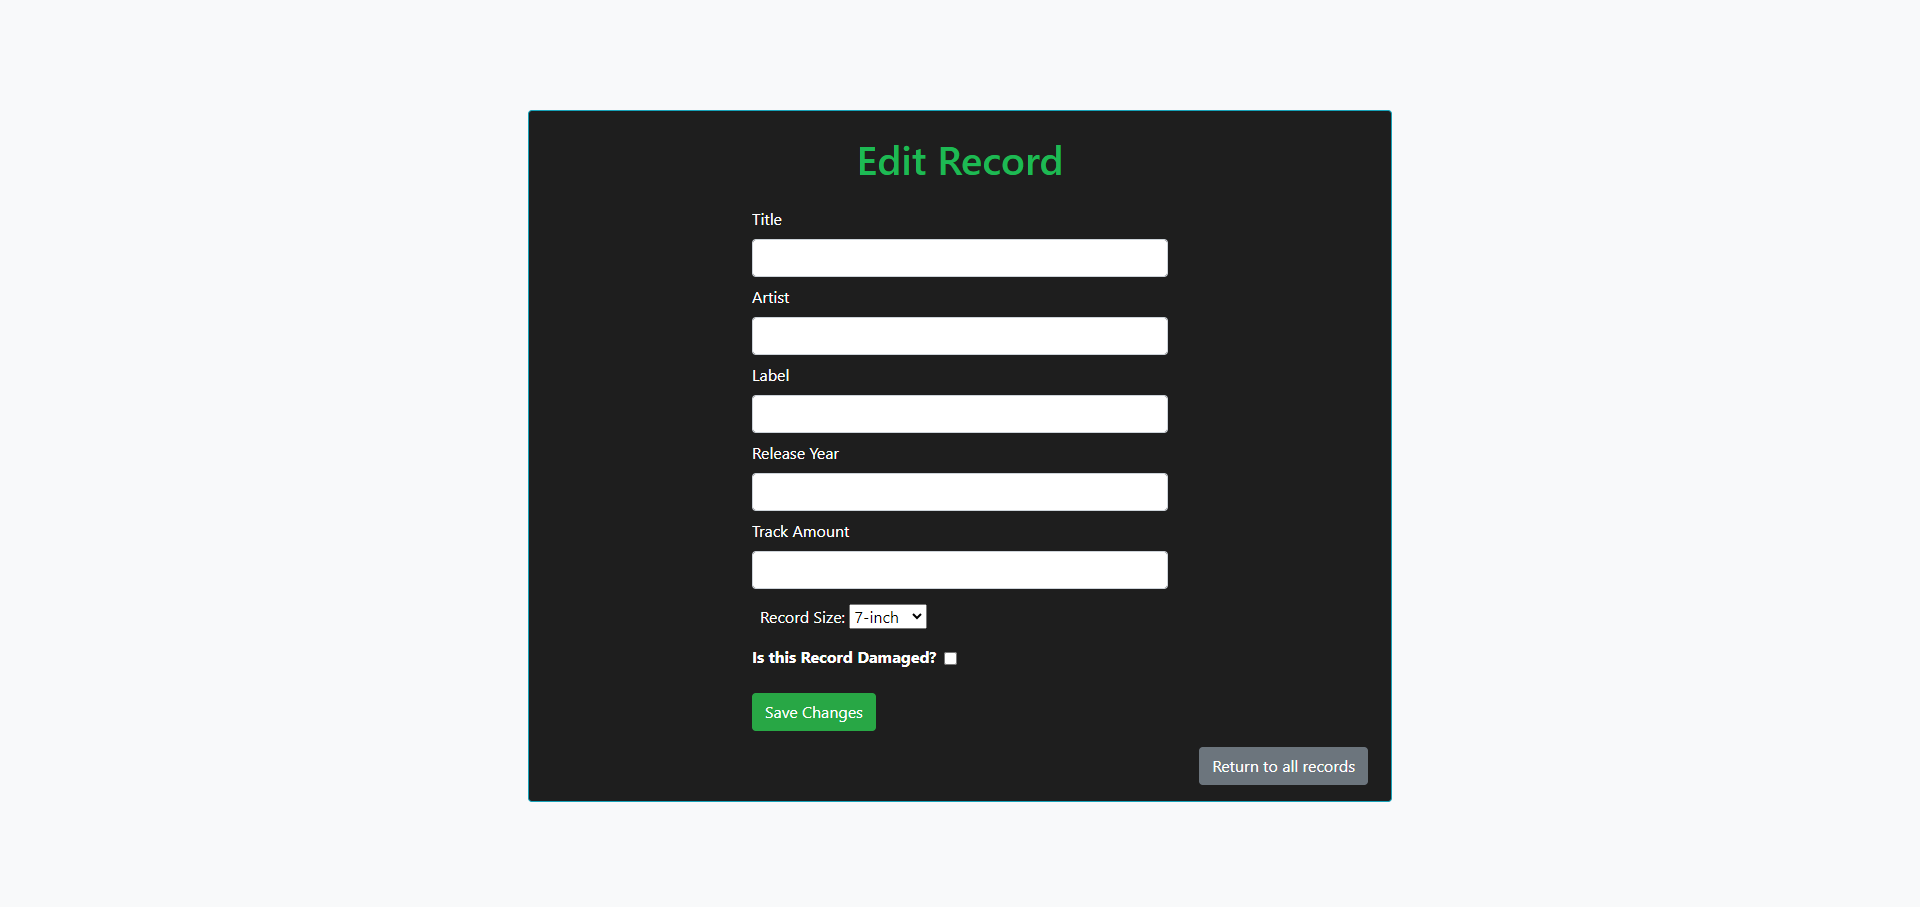 Edit Record
Title
Artist
Label
Release Year
Track Amount
Record Size: 7-inch
Is this Record Damaged?
Save Changes
Return to all records